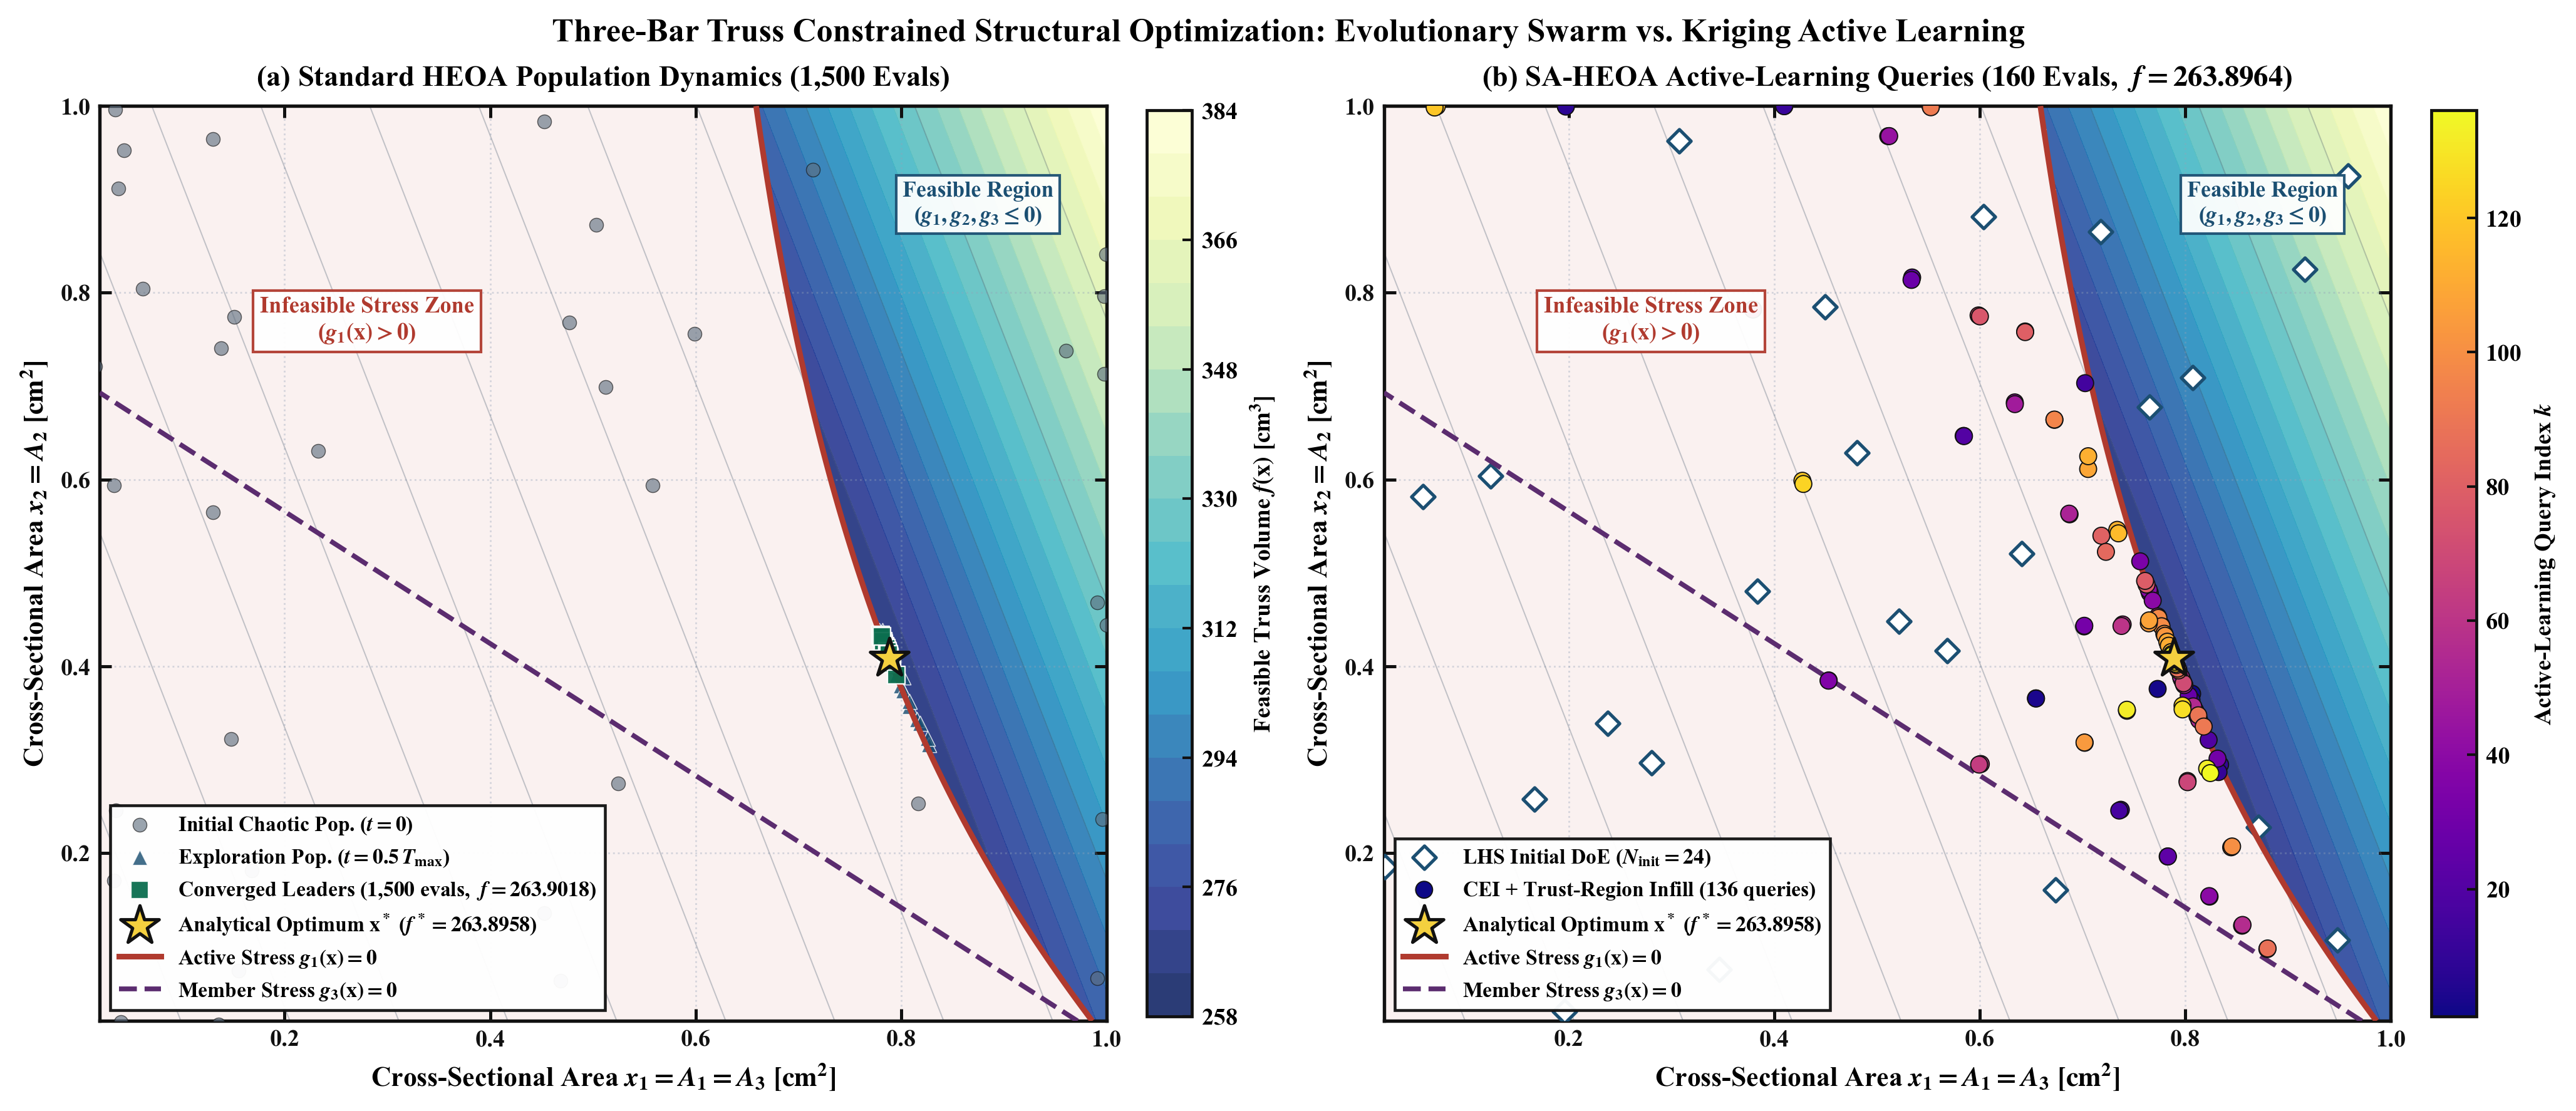 Three-Bar Truss Constrained Structural Optimization: Evolutionary Swarm vs. Kriging Active Learning
(a) Standard HEOA Population Dynamics (1,500 Evals)
1.0
0.8
0.6
0.4
0.2
Cross-Sectional Area x₂ = A₂ [cm²]
Feasible Region
(g₁, g₂, g₃ ≤ 0)
Infeasible Stress Zone
(g₁(x) > 0)
Initial Chaotic Pop. (t = 0)
Exploration Pop. (t = 0.5 Tmax)
Converged Leaders (1,500 evals, f = 263.9018)
Analytical Optimum x* (f* = 263.8958)
Active Stress g₁(x) = 0
Member Stress g₃(x) = 0
0.2 0.4 0.6 0.8 1.0
Cross-Sectional Area x₁ = A₁ = A₃ [cm²]
384
366
348
330
312
294
276
258
Feasible Truss Volume f(x) [cm³]
(b) SA-HEOA Active-Learning Queries (160 Evals, f = 263.8964)
1.0
0.8
0.6
0.4
0.2
Cross-Sectional Area x₂ = A₂ [cm²]
Feasible Region
(g₁, g₂, g₃ ≤ 0)
Infeasible Stress Zone
(g₁(x) > 0)
LHS Initial DoE (Ninit = 24)
CEI + Trust-Region Infill (136 queries)
Analytical Optimum x* (f* = 263.8958)
Active Stress g₁(x) = 0
Member Stress g₃(x) = 0
0.2 0.4 0.6 0.8 1.0
Cross-Sectional Area x₁ = A₁ = A₃ [cm²]
120
100
80
60
40
20
Active-Learning Query Index k